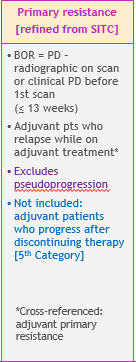 Primary resistance
[refined from SITC]
• BOR = PD -
radiographic on scan
or clinical PD before
1st scan
(≤ 13 weeks)
• Adjuvant pts who
relapse while on
adjuvant treatment*
• Excludes
pseudoprogression
• Not included:
adjuvant patients
who progress after
discontinuing therapy
[5th Category]
*Cross-referenced:
adjuvant primary
resistance